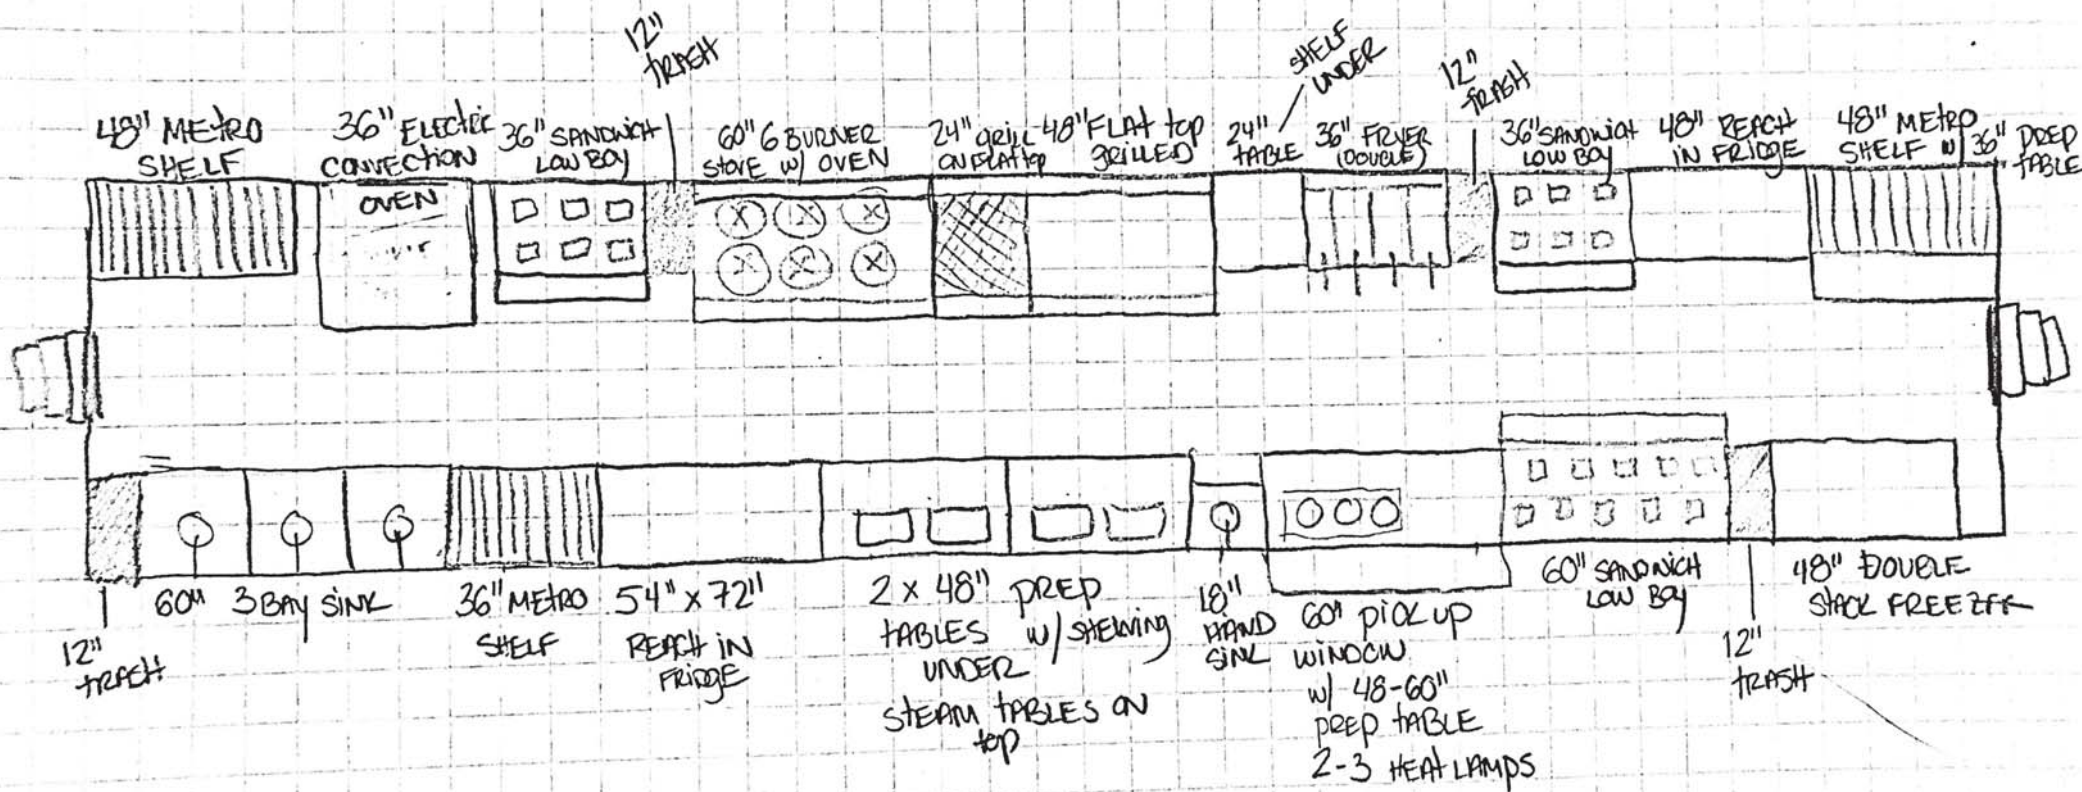 12"
TRASH
SHELF
UNDER
12"
TRASH
48" METRO
SHELF
36" ELECTRIC
CONVECTION
OVEN
36" SANDWICH
LOW BOY
60" 6 BURNER
STOVE W/ OVEN
24" GRILL
ON FLATTOP
48" FLAT TOP
GRILLED
24"
TABLE
36" FRYER
(DOUBLE)
36" SANDWICH
LOW BOY
48" REACH
IN FRIDGE
48" METRO
SHELF W/
36" PREP
TABLE
12"
TRASH
60" 3 BAY SINK
36" METRO
SHELF
54" x 72"
REACH IN
FRIDGE
2 x 48" PREP
TABLES W/ SHELVING
UNDER
STEAM TABLES ON
TOP
18"
HAND
SINK
60" PICK UP
WINDOW
W/ 48-60"
PREP TABLE
2-3 HEAT LAMPS
60" SANDWICH
LOW BOY
12"
TRASH
48" DOUBLE
STACK FREEZER